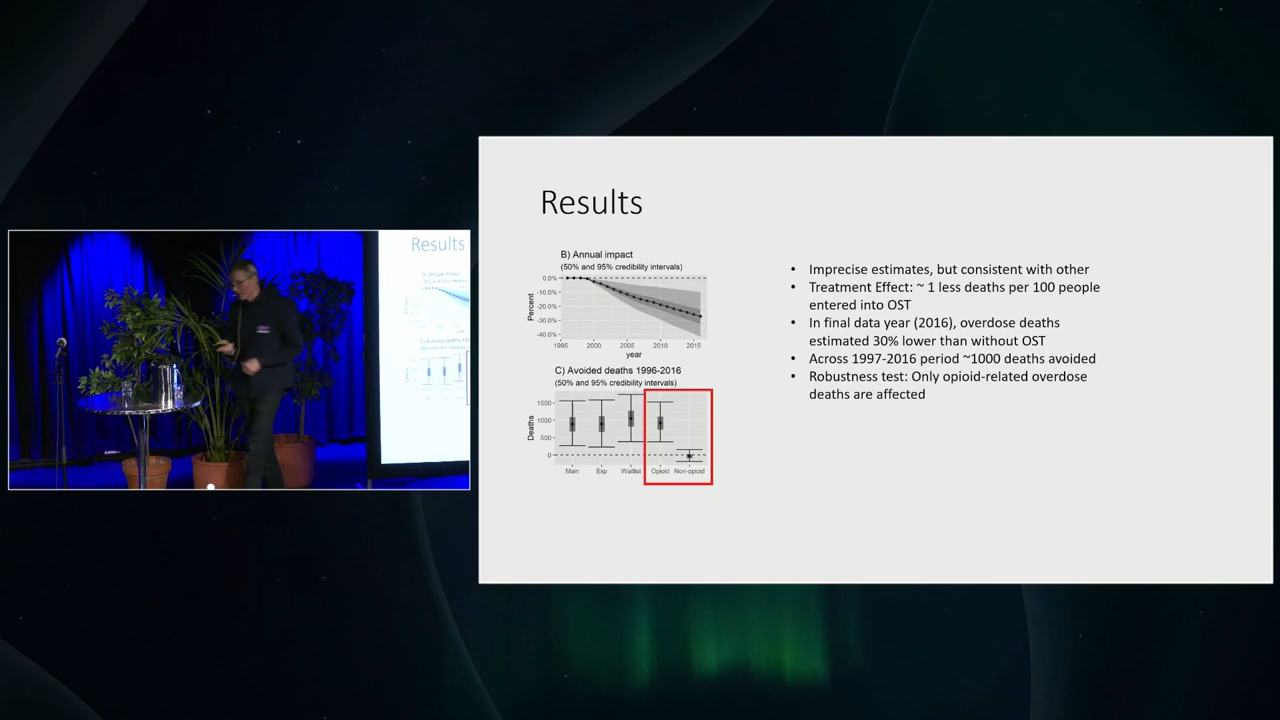 Results
B) Annual impact
(50% and 95% credibility intervals)
0.0%
-10.0%
-20.0%
-30.0%
-40.0%
Percent
1995 2000 2005 2010 2015
year
C) Avoided deaths 1996-2016
(50% and 95% credibility intervals)
1500
1000
500
0
Deaths
Main Exp Waitlist Opioid Non-opioid
• Imprecise estimates, but consistent with other
• Treatment Effect: ~ 1 less deaths per 100 people
entered into OST
• In final data year (2016), overdose deaths
estimated 30% lower than without OST
• Across 1997-2016 period ~1000 deaths avoided
• Robustness test: Only opioid-related overdose
deaths are affected
Results